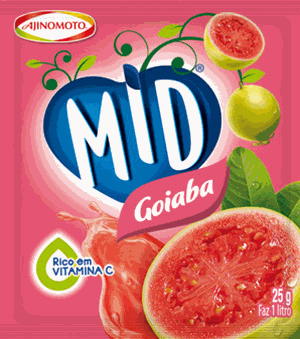 AJINOMOTO
MID®
Goiaba
Rico em
VITAMINA C
25 g
Faz 1 litro